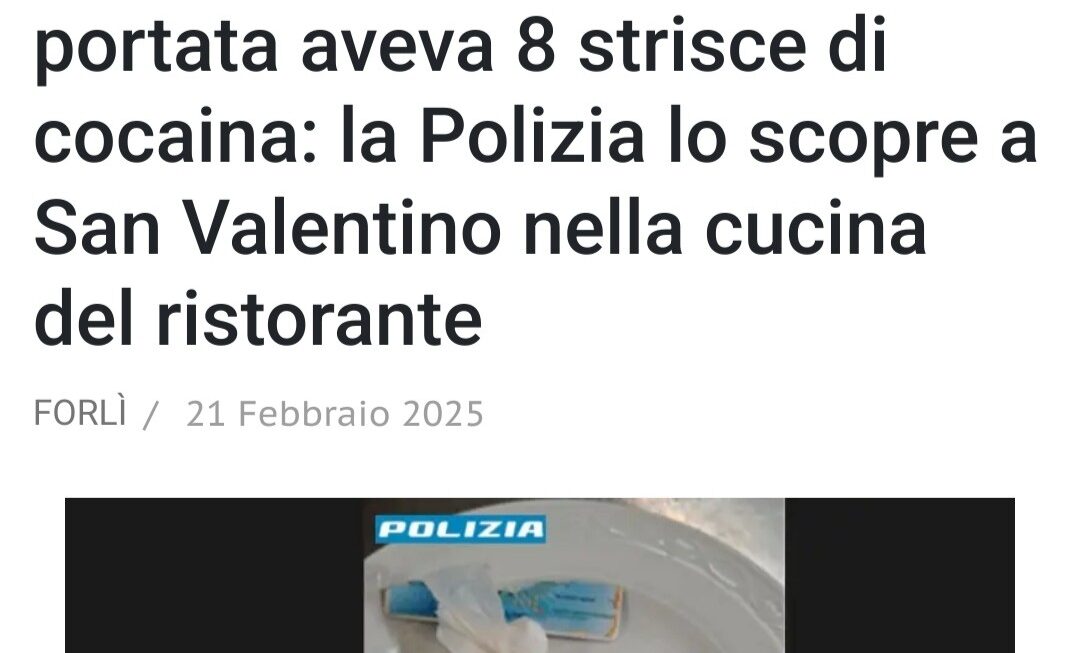 portata aveva 8 strisce di
cocaina: la Polizia lo scopre a
San Valentino nella cucina
del ristorante
FORLÌ / 21 Febbraio 2025
POLIZIA